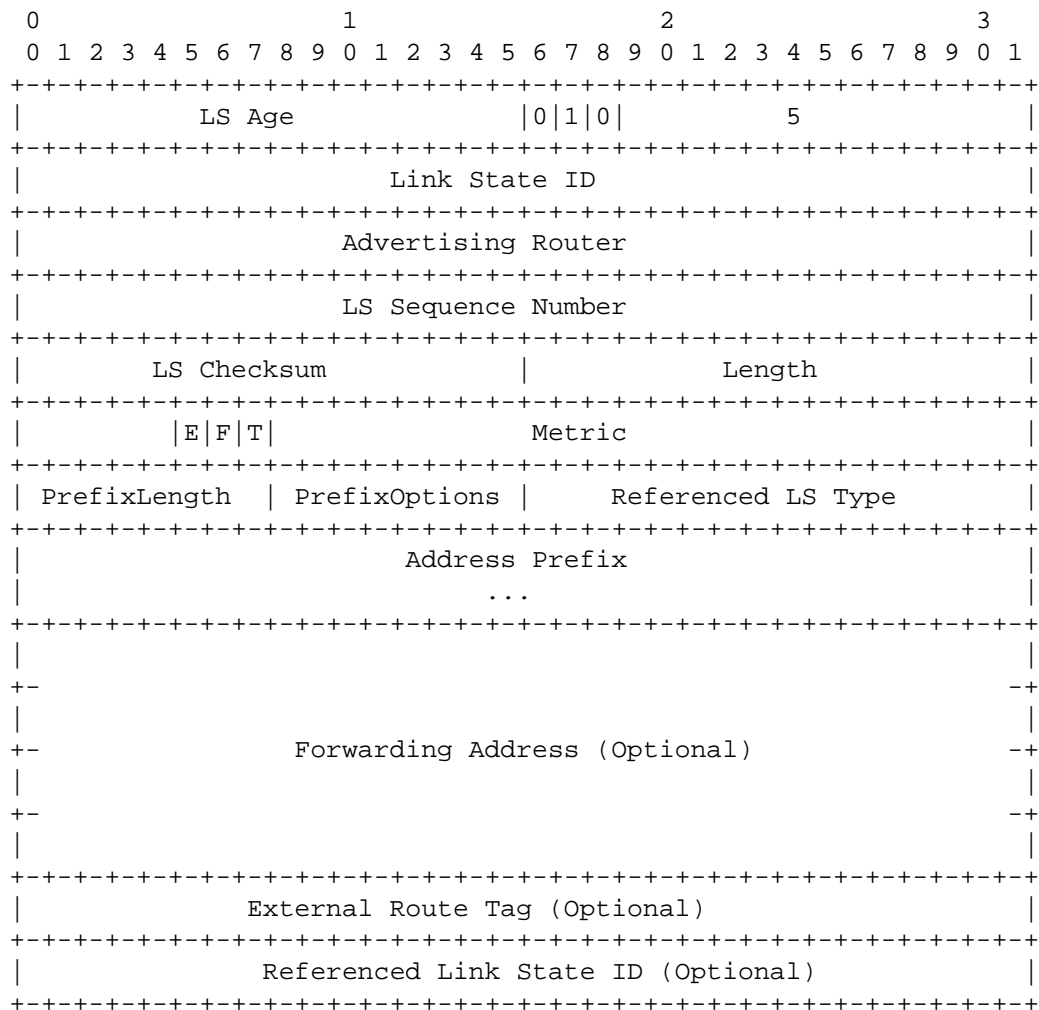 0                   1                   2                   3
 0 1 2 3 4 5 6 7 8 9 0 1 2 3 4 5 6 7 8 9 0 1 2 3 4 5 6 7 8 9 0 1
+-+-+-+-+-+-+-+-+-+-+-+-+-+-+-+-+-+-+-+-+-+-+-+-+-+-+-+-+-+-+-+-+
|           LS Age              |0|1|0|          5              |
+-+-+-+-+-+-+-+-+-+-+-+-+-+-+-+-+-+-+-+-+-+-+-+-+-+-+-+-+-+-+-+-+
|                       Link State ID                           |
+-+-+-+-+-+-+-+-+-+-+-+-+-+-+-+-+-+-+-+-+-+-+-+-+-+-+-+-+-+-+-+-+
|                    Advertising Router                         |
+-+-+-+-+-+-+-+-+-+-+-+-+-+-+-+-+-+-+-+-+-+-+-+-+-+-+-+-+-+-+-+-+
|                    LS Sequence Number                         |
+-+-+-+-+-+-+-+-+-+-+-+-+-+-+-+-+-+-+-+-+-+-+-+-+-+-+-+-+-+-+-+-+
|        LS Checksum            |            Length             |
+-+-+-+-+-+-+-+-+-+-+-+-+-+-+-+-+-+-+-+-+-+-+-+-+-+-+-+-+-+-+-+-+
|         |E|F|T|                Metric                         |
+-+-+-+-+-+-+-+-+-+-+-+-+-+-+-+-+-+-+-+-+-+-+-+-+-+-+-+-+-+-+-+-+
| PrefixLength  | PrefixOptions |     Referenced LS Type        |
+-+-+-+-+-+-+-+-+-+-+-+-+-+-+-+-+-+-+-+-+-+-+-+-+-+-+-+-+-+-+-+-+
|                        Address Prefix                         |
|                             ...                               |
+-+-+-+-+-+-+-+-+-+-+-+-+-+-+-+-+-+-+-+-+-+-+-+-+-+-+-+-+-+-+-+-+
|                                                               |
+-                                                             -+
|                                                               |
+-                Forwarding Address (Optional)                -+
|                                                               |
+-                                                             -+
|                                                               |
+-+-+-+-+-+-+-+-+-+-+-+-+-+-+-+-+-+-+-+-+-+-+-+-+-+-+-+-+-+-+-+-+
|              External Route Tag (Optional)                    |
+-+-+-+-+-+-+-+-+-+-+-+-+-+-+-+-+-+-+-+-+-+-+-+-+-+-+-+-+-+-+-+-+
|               Referenced Link State ID (Optional)             |
+-+-+-+-+-+-+-+-+-+-+-+-+-+-+-+-+-+-+-+-+-+-+-+-+-+-+-+-+-+-+-+-+